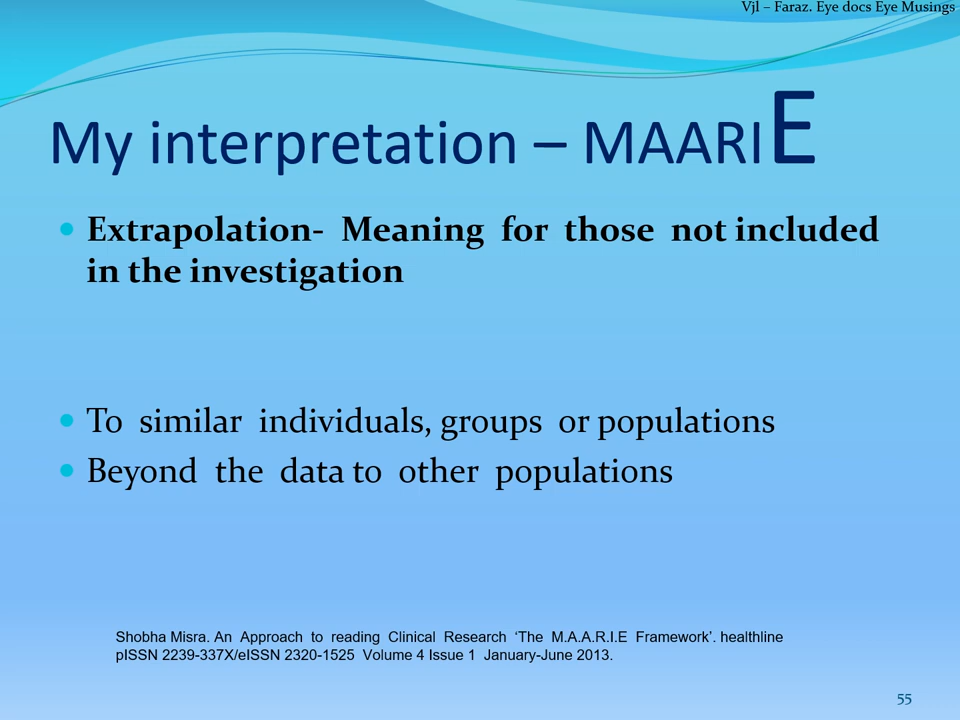 Vjl – Faraz. Eye docs Eye Musings
My interpretation – MAARIE
Extrapolation- Meaning for those not included
in the investigation
To similar individuals, groups or populations
Beyond the data to other populations
Shobha Misra. An Approach to reading Clinical Research ‘The M.A.A.R.I.E Framework’. healthline
pISSN 2239-337X/eISSN 2320-1525 Volume 4 Issue 1 January-June 2013.
55